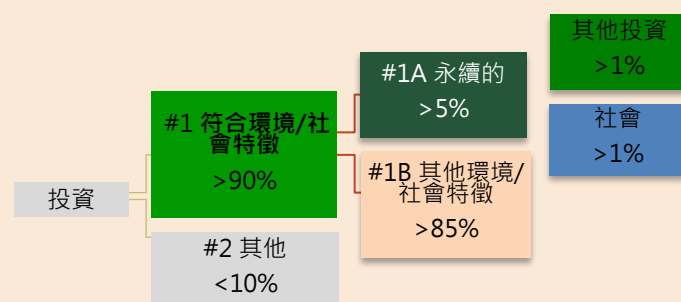 投資
#1 符合環境/社
會特徵
>90%
#2 其他
<10%
#1A 永續的
>5%
#1B 其他環境/
社會特徵
>85%
其他投資
>1%
社會
>1%